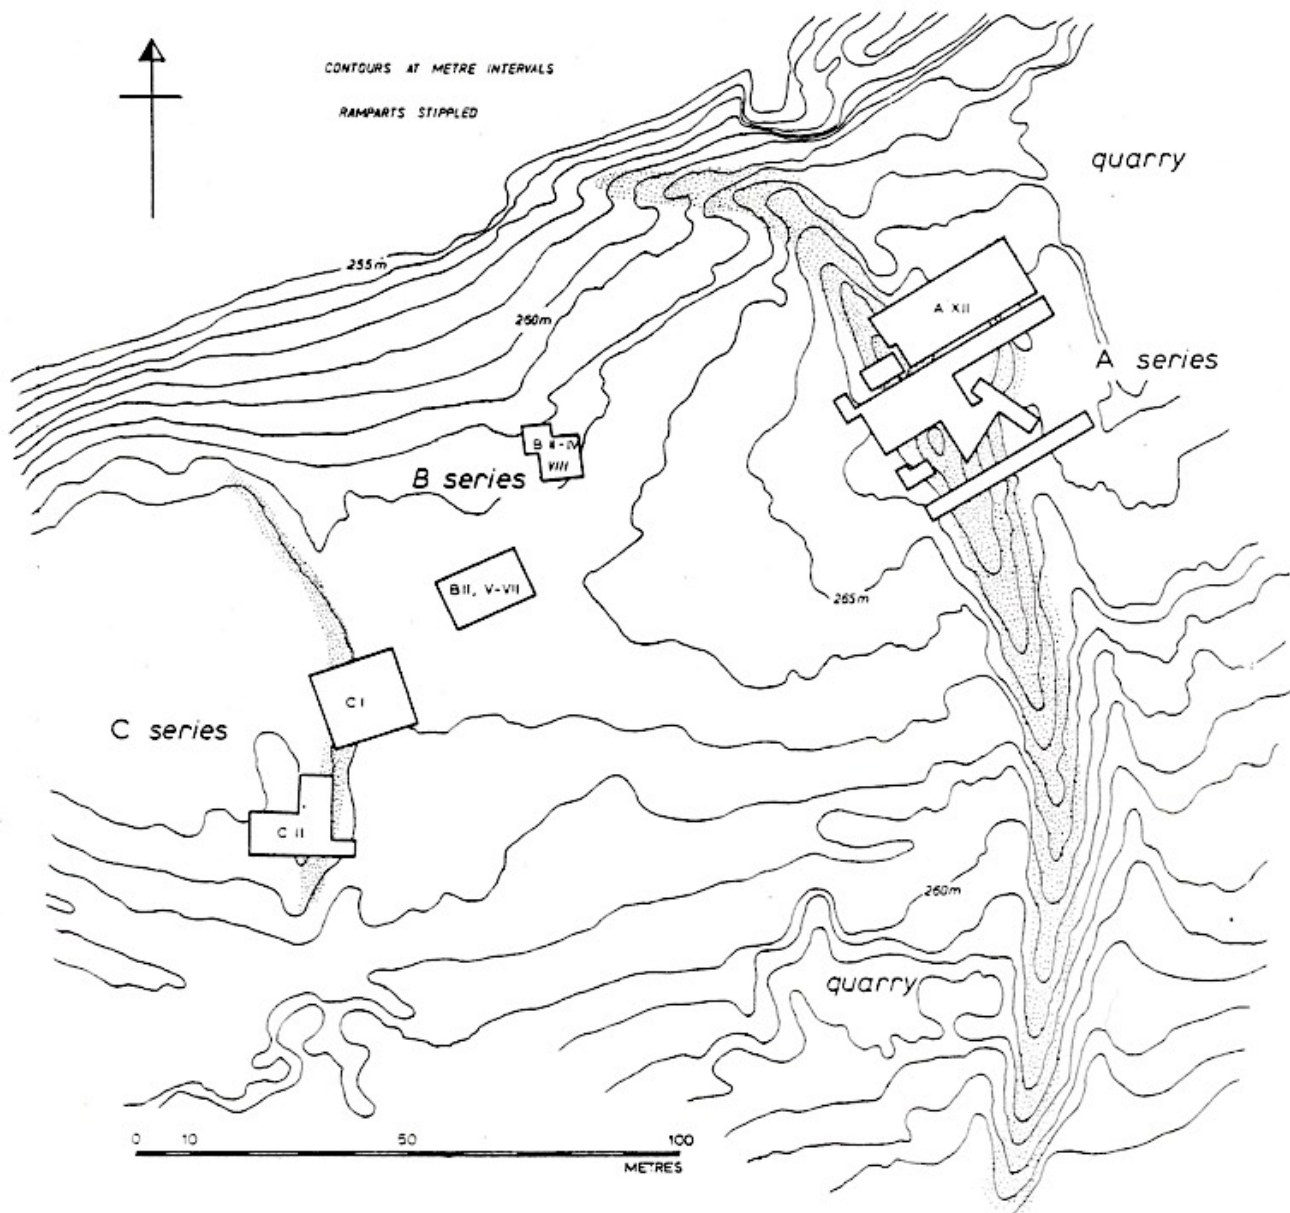 CONTOURS AT METRE INTERVALS
RAMPARTS STIPPLED
quarry
255m
260m
A XII
A series
B II-IV
VIII
B series
BII, V-VII
265m
C I
C series
C II
260m
quarry
0 10 50 100
METRES